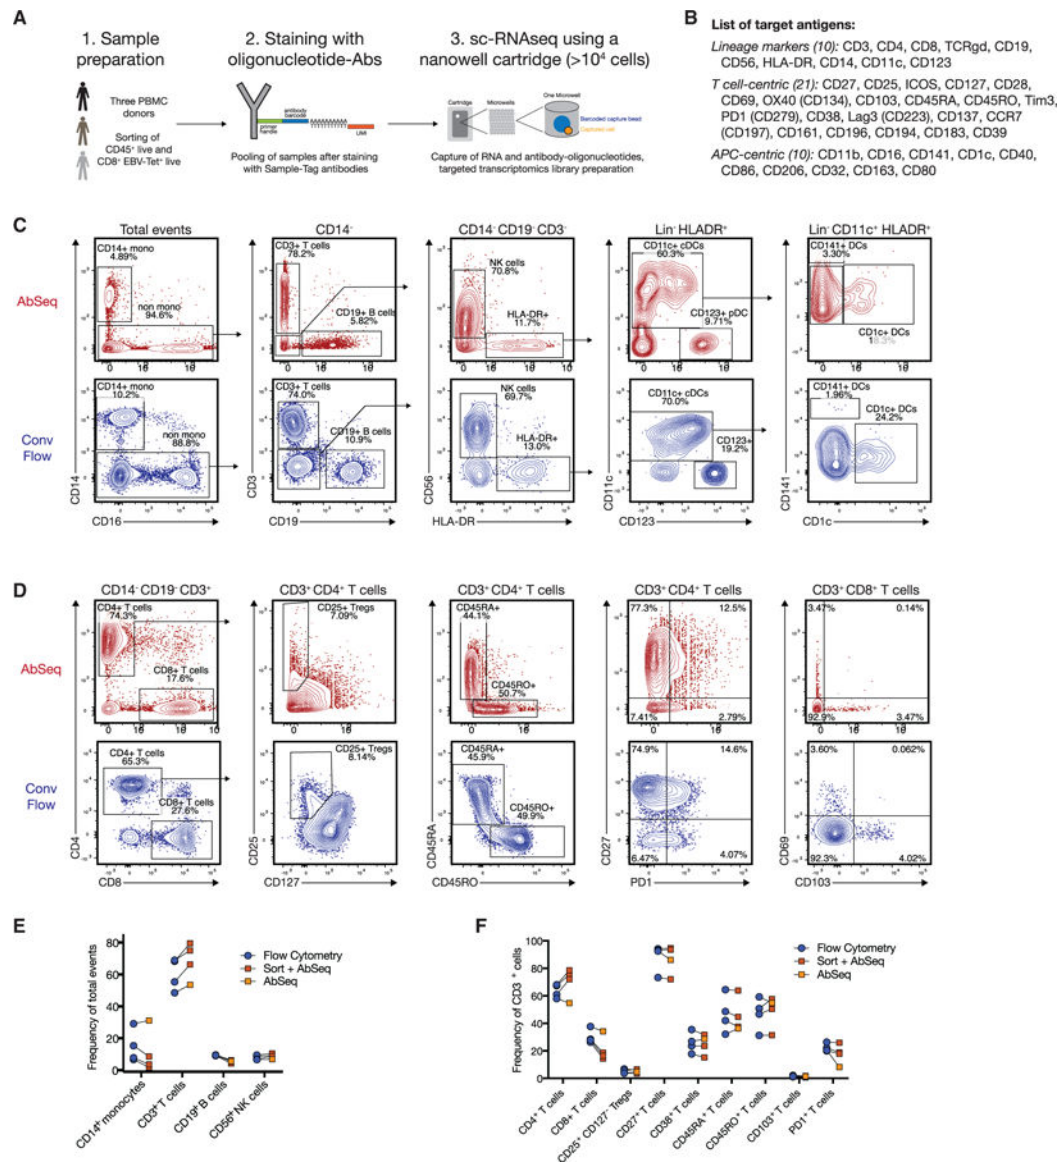 A
1. Sample
preparation
2. Staining with
oligonucleotide-Abs
3. sc-RNAseq using a
nanowell cartridge (>10⁴ cells)
Three PBMC
donors
Sorting of
CD45⁺ live and
CD8⁺ EBV-Tet⁺ live
antibody
barcode
primer
handle
UMI
Pooling of samples after staining
with Sample-Tag antibodies
Cartridge
Microwells
One Microwell
Barcoded capture bead
Captured cell
Capture of RNA and antibody-oligonucleotides,
targeted transcriptomics library preparation
B
List of target antigens:
Lineage markers (10): CD3, CD4, CD8, TCRgd, CD19,
CD56, HLA-DR, CD14, CD11c, CD123
T cell-centric (21): CD27, CD25, ICOS, CD127, CD28,
CD69, OX40 (CD134), CD103, CD45RA, CD45RO, Tim3,
PD1 (CD279), CD38, Lag3 (CD223), CD137, CCR7
(CD197), CD161, CD196, CD194, CD183, CD39
APC-centric (10): CD11b, CD16, CD141, CD1c, CD40,
CD86, CD206, CD32, CD163, CD80
C
Total events
CD14⁻
CD14⁻ CD19⁻ CD3⁻
Lin⁻ HLADR⁺
Lin⁻ CD11c⁺ HLADR⁺
AbSeq
CD14+ mono
4.89%
non mono
94.6%
CD3+ T cells
78.2%
CD19+ B cells
5.82%
NK cells
70.8%
HLA-DR+
11.7%
CD11c+ cDCs
60.3%
CD123+ pDC
9.71%
CD141+ DCs
3.30%
CD1c+ DCs
18.3%
Conv
Flow
CD14+ mono
10.2%
non mono
88.8%
CD3+ T cells
74.0%
CD19+ B cells
10.9%
NK cells
69.7%
HLA-DR+
13.0%
CD11c+ cDCs
70.0%
CD123+
19.2%
CD141+ DCs
1.96%
CD1c+ DCs
24.2%
CD14
CD16
CD3
CD19
CD56
HLA-DR
CD11c
CD123
CD141
CD1c
D
CD14⁻ CD19⁻ CD3⁺
CD3⁺ CD4⁺ T cells
CD3⁺ CD4⁺ T cells
CD3⁺ CD4⁺ T cells
CD3⁺ CD8⁺ T cells
AbSeq
CD4+ T cells
74.3%
CD8+ T cells
17.6%
CD25+ Tregs
7.09%
CD45RA+
44.1%
CD45RO+
50.7%
77.3%
12.5%
7.41%
2.79%
3.47%
0.14%
92.9%
3.47%
Conv
Flow
CD4+ T cells
65.3%
CD8+ T cells
27.6%
CD25+ Tregs
8.14%
CD45RA+
45.9%
CD45RO+
49.9%
74.9%
14.6%
6.47%
4.07%
3.60%
0.062%
92.3%
4.02%
CD4
CD8
CD25
CD127
CD45RA
CD45RO
CD27
PD1
CD69
CD103
E
Frequency of total events
80
60
40
20
0
Flow Cytometry
Sort + AbSeq
AbSeq
CD14⁺ monocytes
CD3⁺ T cells
CD19⁺ B cells
CD56⁺ NK cells
F
Frequency of CD3 + cells
100
80
60
40
20
0
Flow Cytometry
Sort + AbSeq
AbSeq
CD4⁺ T cells
CD8+ T cells
CD25⁺ CD127⁻ Tregs
CD27⁺ T cells
CD38⁺ T cells
CD45RA⁺ T cells
CD45RO⁺ T cells
CD103⁺ T cells
PD1⁺ T cells